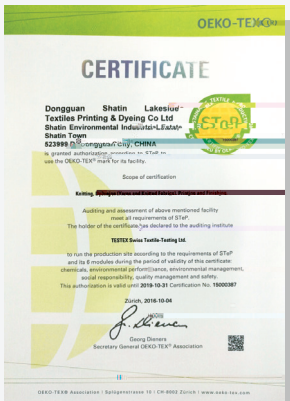 OEKO-TEX®
CERTIFICATE
Dongguan Shatin Lakeside
Textiles Printing & Dyeing Co Ltd
Shatin Environmental Industrial Estate
Shatin Town
523999 Dongguan City, CHINA
is granted authorization according to STeP to
use the OEKO-TEX® mark for its facility.
STeP
Scope of certification
Knitting,
Auditing and assessment of above mentioned facility
meet all requirements of STeP.
The holder of the certificate has declared to the auditing institute
TESTEX Swiss Textile-Testing Ltd.
to run the production site according to the requirements of STeP
and its 6 modules during the period of validity of this certificate:
chemicals, environmental performance, environmental management,
social responsibility, quality management and safety.
This authorization is valid until 2019-10-31 Certification No. 15000387
Zürich, 2016-10-04
Georg Dieners
Secretary General OEKO-TEX® Association
OEKO-TEX® Association | Splügenstrasse 10 | CH-8002 Zürich | www.oeko-tex.com